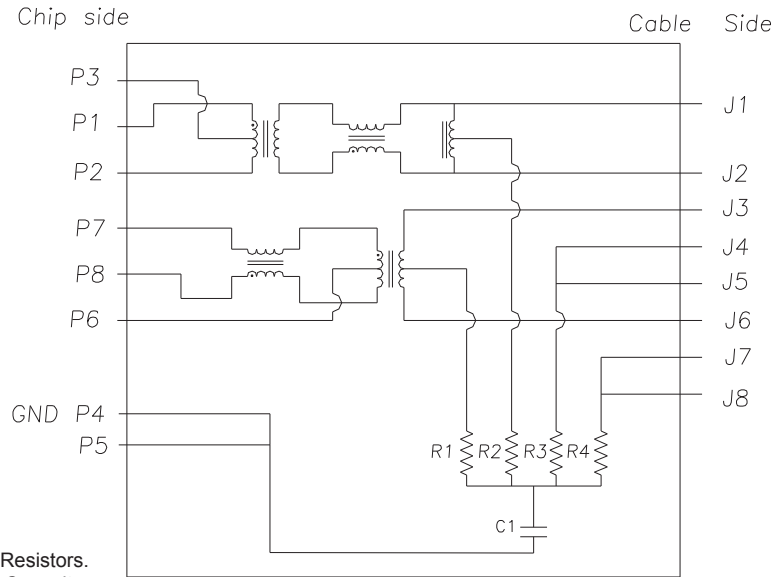 Chip side
Cable Side
P3
P1
P2
P7
P8
P6
GND P4
P5
J1
J2
J3
J4
J5
J6
J7
J8
R1 R2 R3 R4
C1
Resistors.